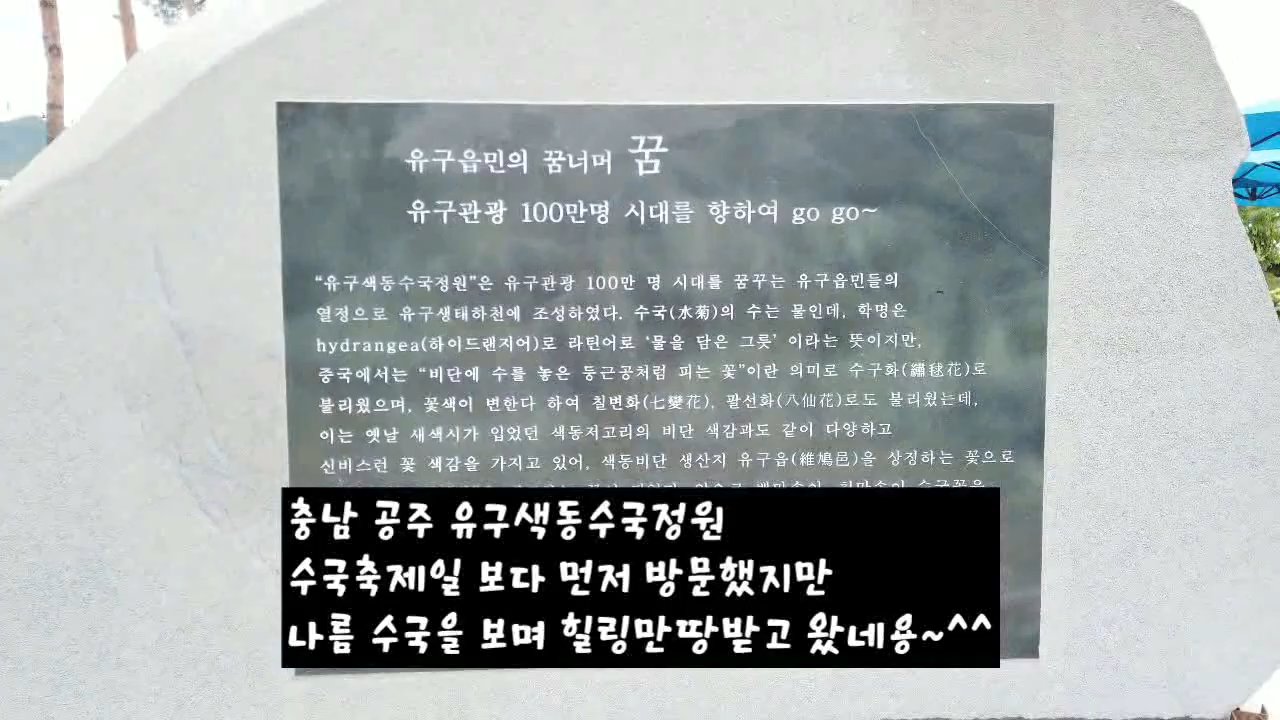 유구읍민의 꿈너머 꿈
유구관광 100만명 시대를 향하여 go go~
“유구색동수국정원”은 유구관광 100만 명 시대를 꿈꾸는 유구읍민들의
열정으로 유구생태하천에 조성하였다. 수국(水菊)의 수는 물인데, 학명은
hydrangea(하이드랜지어)로 라틴어로 ‘물을 담은 그릇’ 이라는 뜻이지만,
중국에서는 “비단에 수를 놓은 둥근공처럼 피는 꽃”이란 의미로 수구화(繡毬花)로
불리웠으며, 꽃색이 변한다 하여 칠변화(七變花), 팔선화(八仙花)로도 불리웠는데,
이는 옛날 새색시가 입었던 색동저고리의 비단 색감과도 같이 다양하고
신비스런 꽃 색감을 가지고 있어, 색동비단 생산지 유구읍(維鳩邑)을 상징하는 꽃으로
충남 공주 유구색동수국정원
수국축제일 보다 먼저 방문했지만
나름 수국을 보며 힐링만땅받고 왔네용~^^